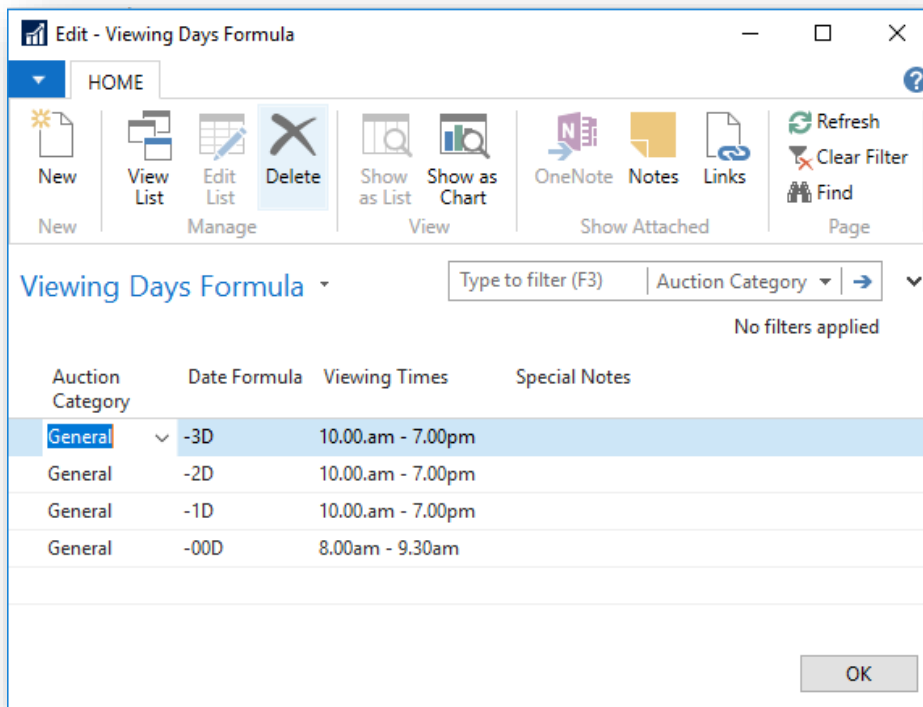 Edit - Viewing Days Formula
HOME
New
View List
Edit List
Delete
Show as List
Show as Chart
OneNote
Notes
Links
Refresh
Clear Filter
Find
New
Manage
View
Show Attached
Page
Viewing Days Formula
Type to filter (F3)
Auction Category
No filters applied
Auction Category Date Formula Viewing Times Special Notes
General -3D 10.00.am - 7.00pm
General -2D 10.00.am - 7.00pm
General -1D 10.00.am - 7.00pm
General -00D 8.00am - 9.30am
OK